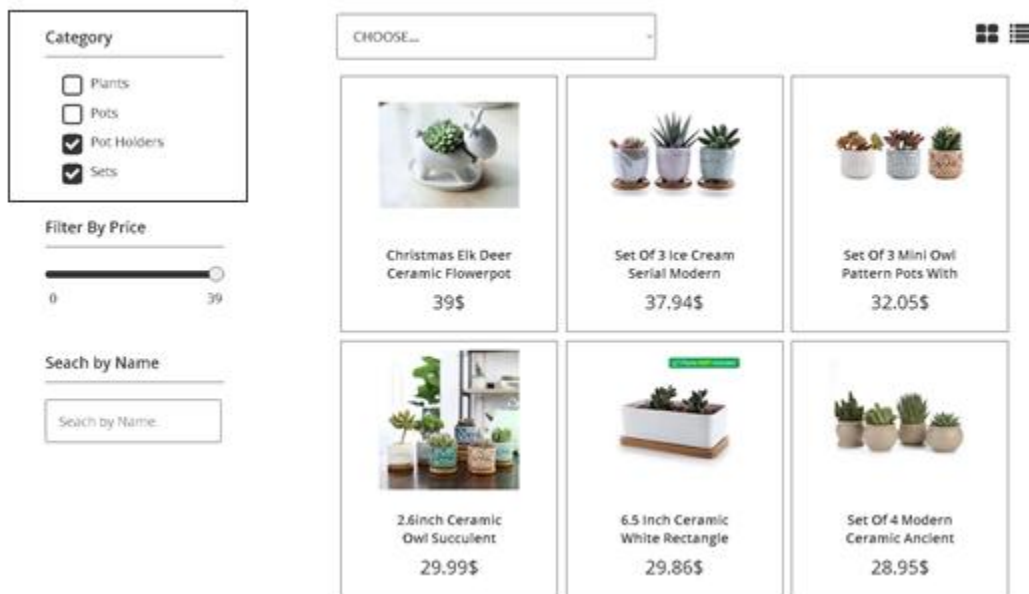 Category
Plants
Pots
Pot Holders
Sets
Filter By Price
0
39
Seach by Name
Seach by Name.
CHOOSE...
Christmas Elk Deer
Ceramic Flowerpot
39$
Set Of 3 Ice Cream
Serial Modern
37.94$
Set Of 3 Mini Owl
Pattern Pots With
32.05$
2.6inch Ceramic
Owl Succulent
29.99$
6.5 Inch Ceramic
White Rectangle
29.86$
Set Of 4 Modern
Ceramic Ancient
28.95$